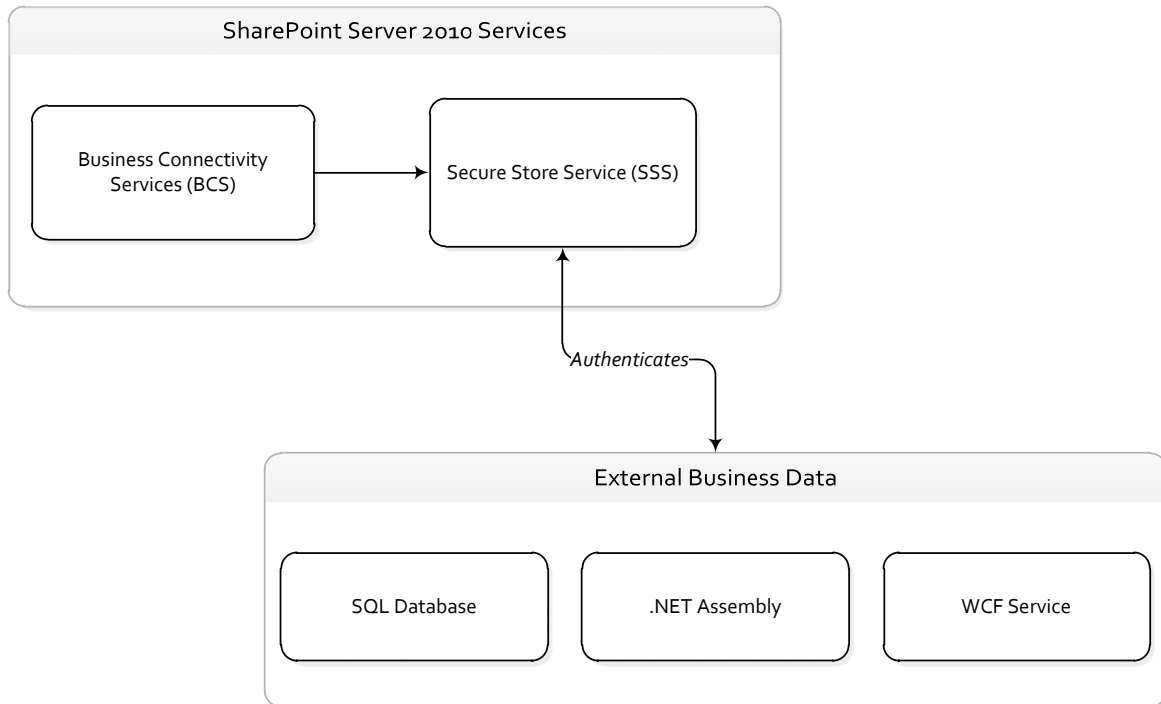 SharePoint Server 2010 Services
Business Connectivity
Services (BCS)
Secure Store Service (SSS)
Authenticates
External Business Data
SQL Database
.NET Assembly
WCF Service